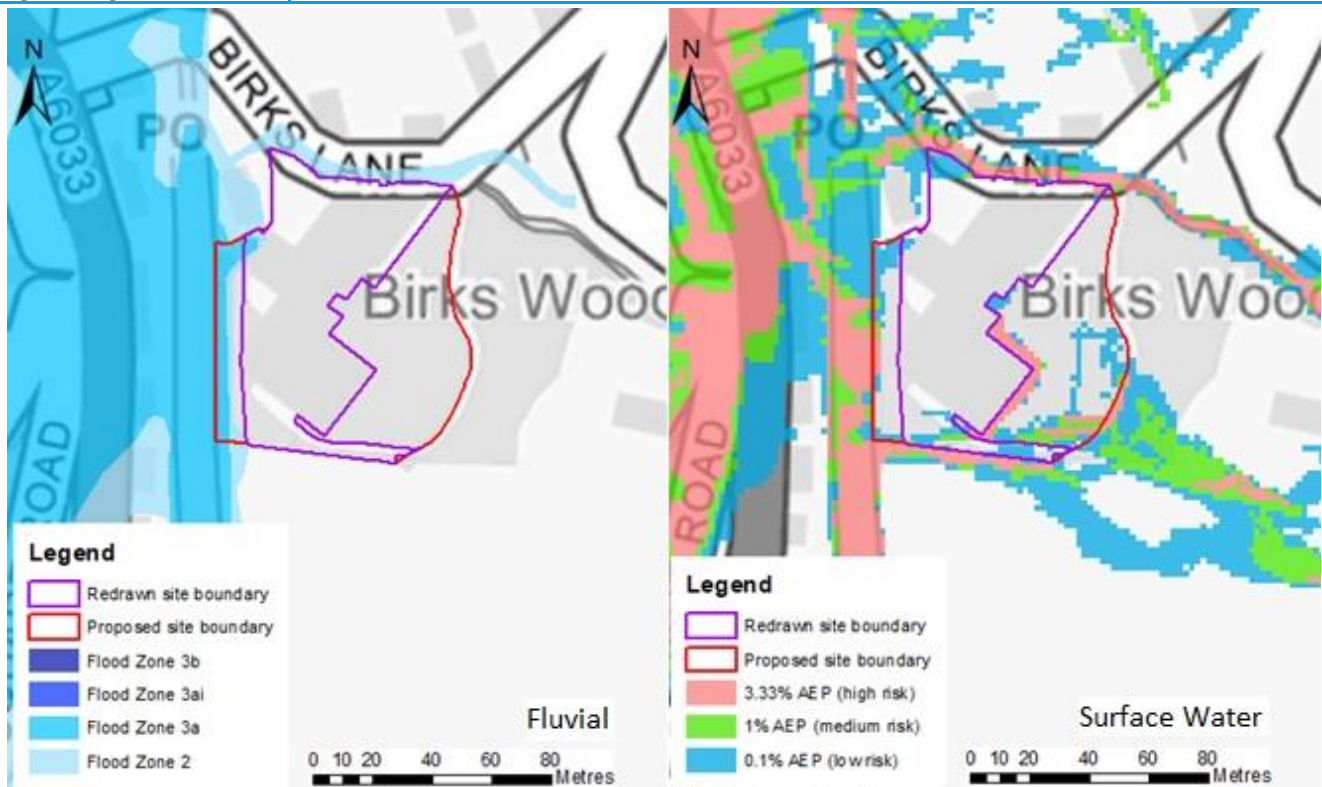 N
BIRKS LANE
A6033
PO
Birks Wood
ROAD
Legend
Redrawn site boundary
Proposed site boundary
Flood Zone 3b
Flood Zone 3ai
Flood Zone 3a
Flood Zone 2
Fluvial
0 10 20 40 60 80
Metres
N
BIRKS LANE
A6033
PO
Birks Woo
ROAD
Legend
Redrawn site boundary
Proposed site boundary
3.33% AEP (high risk)
1% AEP (medium risk)
0.1% AEP (low risk)
Surface Water
0 10 20 40 60 80
Metres